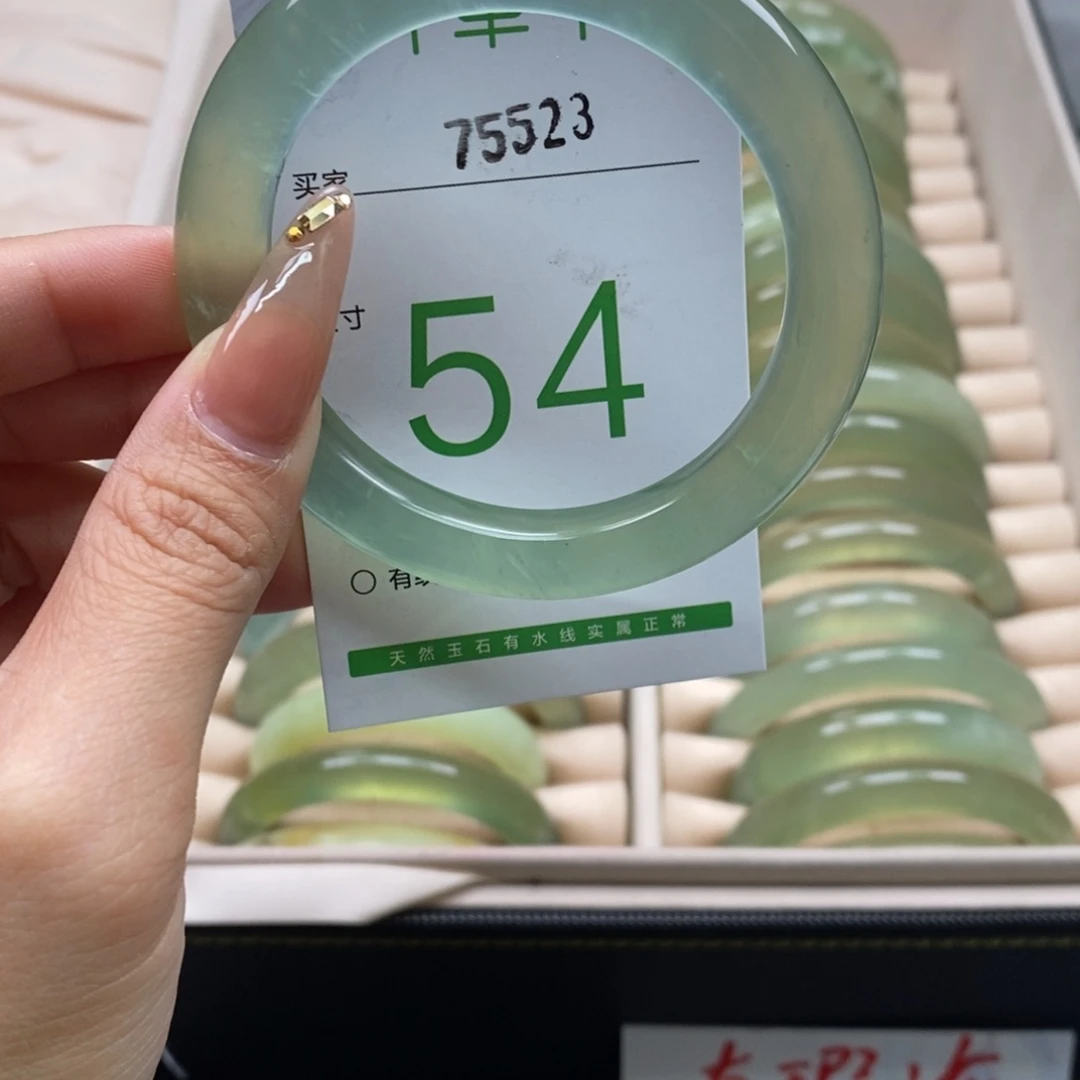 75523
买家
寸
54
有
天然玉石有水线实属正常